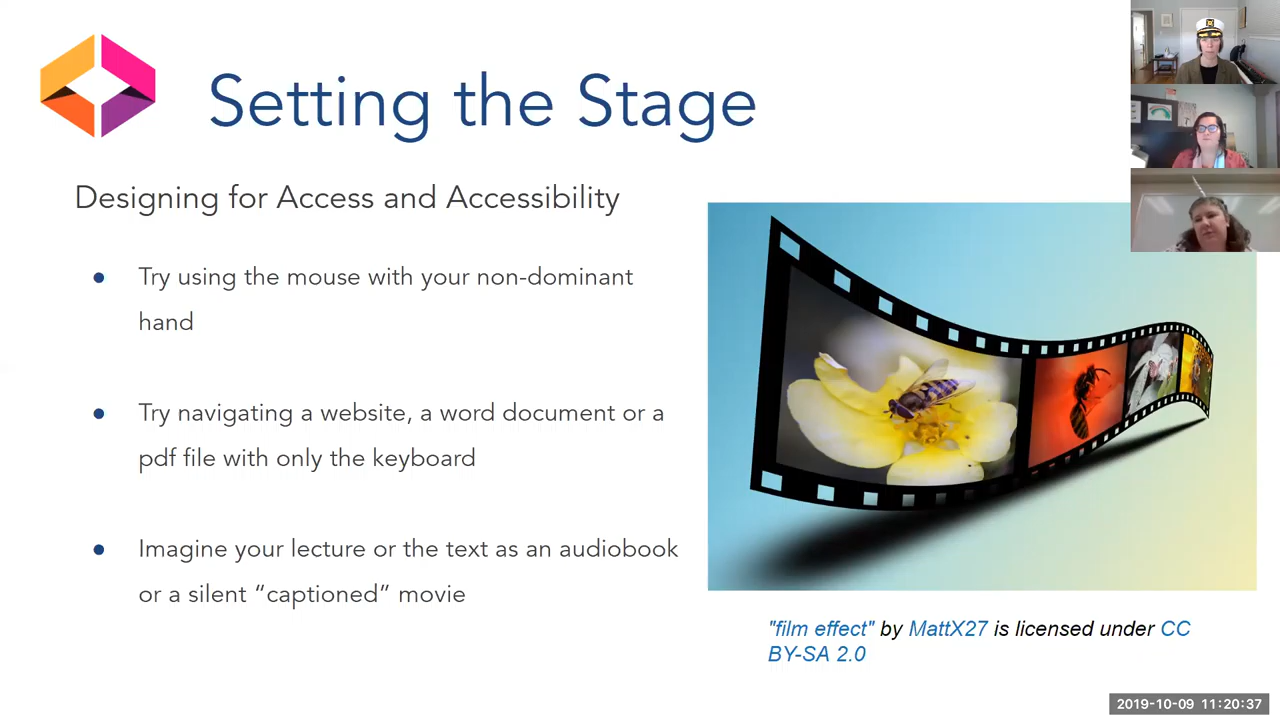 Setting the Stage
Designing for Access and Accessibility
● Try using the mouse with your non-dominant
hand
● Try navigating a website, a word document or a
pdf file with only the keyboard
● Imagine your lecture or the text as an audiobook
or a silent “captioned” movie
"film effect" by MattX27 is licensed under CC
BY-SA 2.0
2019-10-09 11:20:37